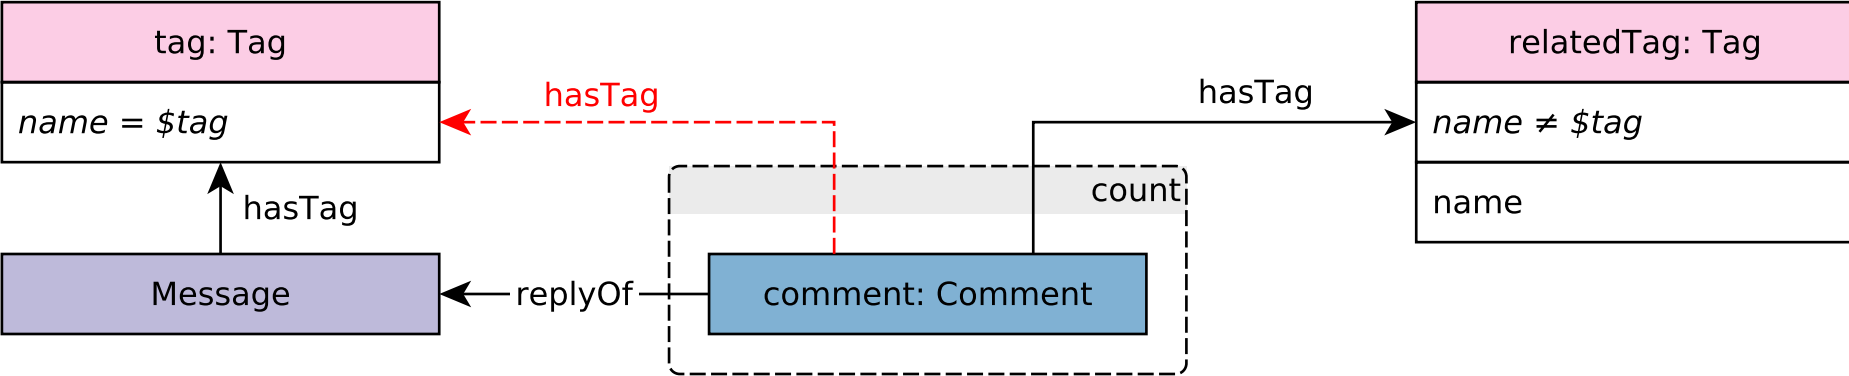 tag: Tag
name = $tag
hasTag
Message
hasTag
replyOf
count
comment: Comment
hasTag
relatedTag: Tag
name ≠ $tag
name